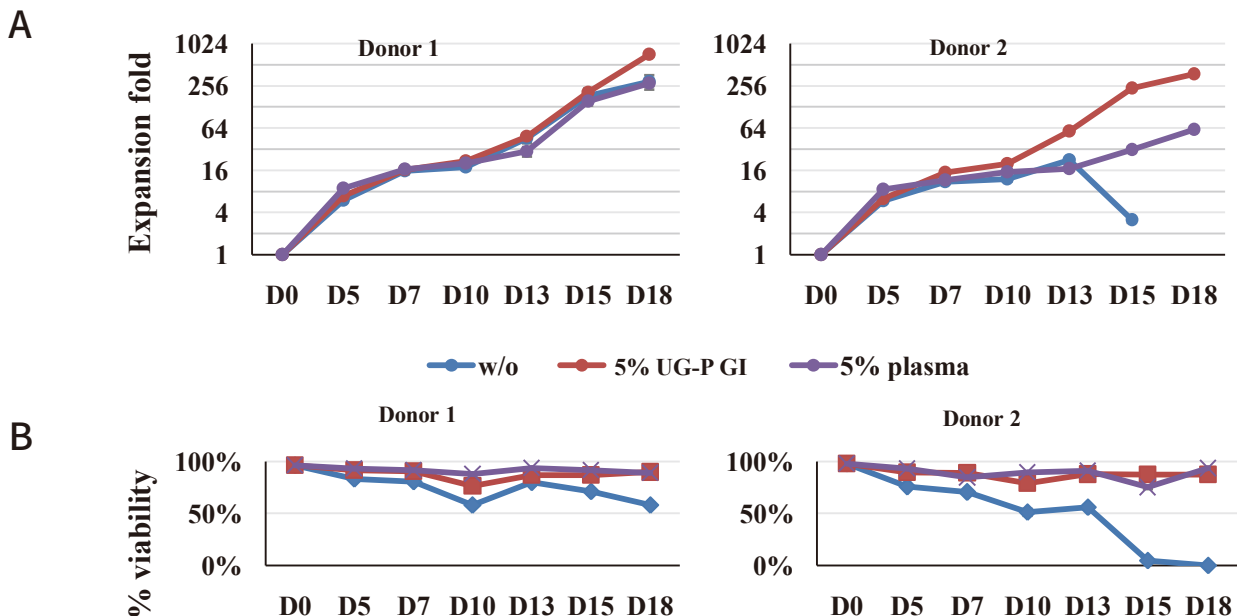 A
Donor 1
Donor 2
Expansion fold
1024
256
64
16
4
1
D0 D5 D7 D10 D13 D15 D18
1024
256
64
16
4
1
D0 D5 D7 D10 D13 D15 D18
w/o 5% UG-P GI 5% plasma
B
Donor 1
Donor 2
% viability
100%
50%
0%
D0 D5 D7 D10 D13 D15 D18
100%
50%
0%
D0 D5 D7 D10 D13 D15 D18